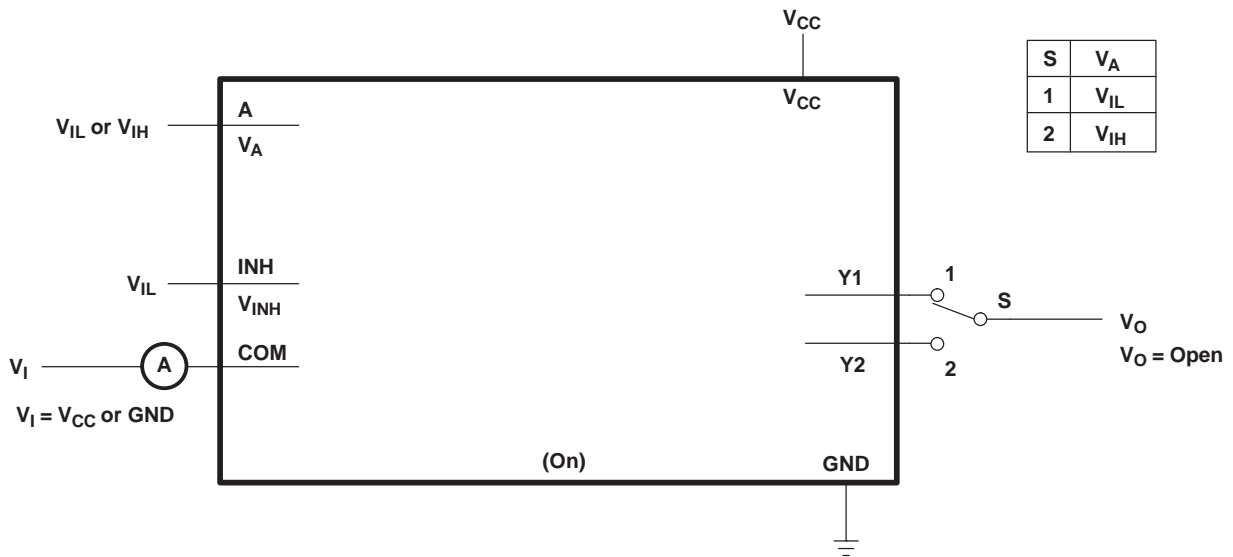 VCC
S VA
1 VIL
2 VIH
VCC
A
VIL or VIH
VA
INH
VIL
VINH
Y1
1
S
VO
VO = Open
COM
VI
A
Y2
2
VI = VCC or GND
(On)
GND